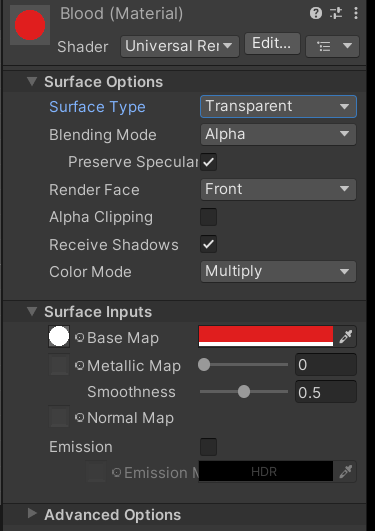 Blood (Material)
Shader Universal Rer Edit...
Surface Options
Surface Type Transparent
Blending Mode Alpha
Preserve Specular
Render Face Front
Alpha Clipping
Receive Shadows
Color Mode Multiply
Surface Inputs
Base Map
Metallic Map 0
Smoothness 0.5
Normal Map
Emission
Emission M HDR
Advanced Options